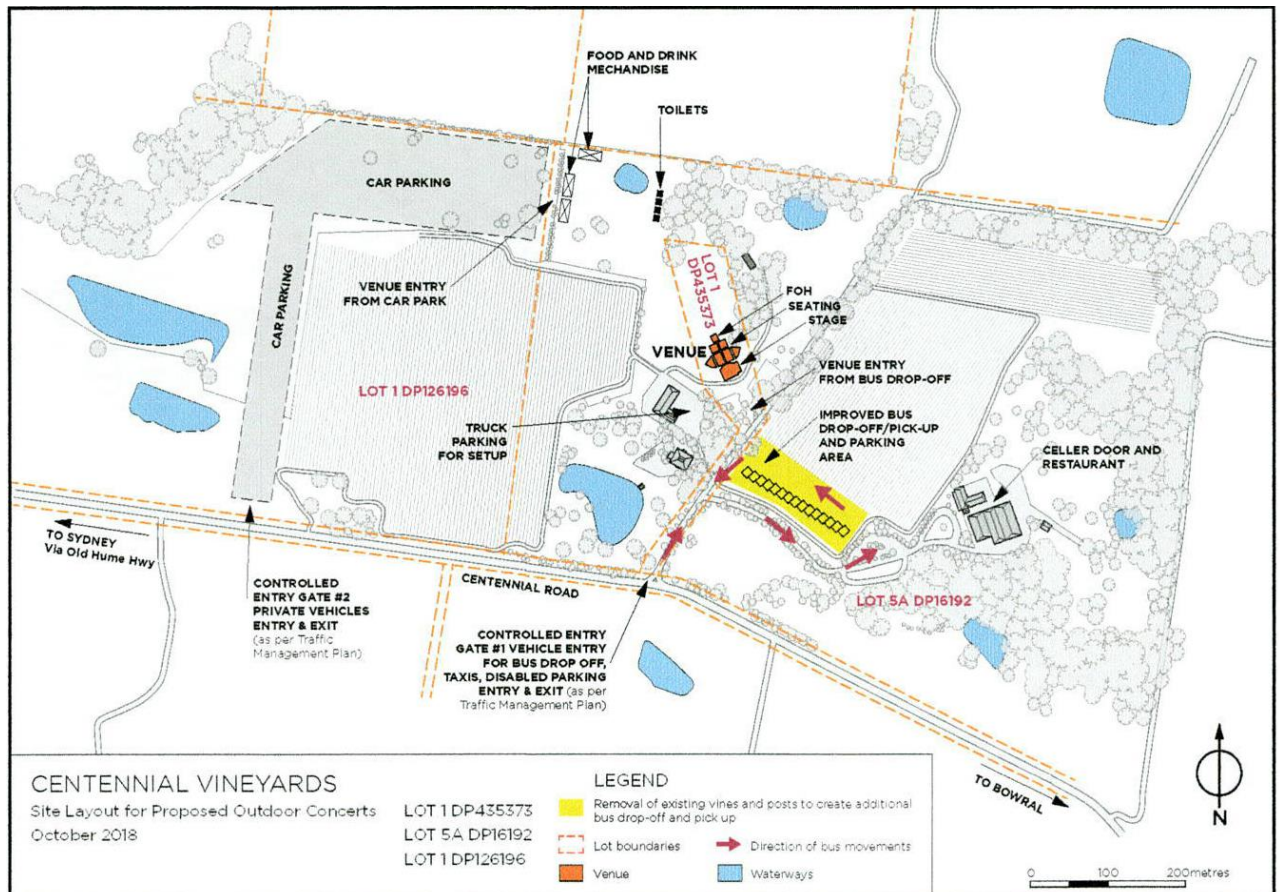 FOOD AND DRINK
MECHANDISE
TOILETS
CAR PARKING
CAR PARKING
VENUE ENTRY
FROM CAR PARK
LOT 1
DP435373
FOH
SEATING
STAGE
VENUE
VENUE ENTRY
FROM BUS DROP-OFF
LOT 1 DP126196
TRUCK
PARKING
FOR SETUP
IMPROVED BUS
DROP-OFF/PICK-UP
AND PARKING
AREA
CELLER DOOR AND
RESTAURANT
TO SYDNEY
Via Old Hume Hwy
CENTENNIAL ROAD
LOT 5A DP16192
CONTROLLED
ENTRY GATE #2
PRIVATE VEHICLES
ENTRY & EXIT
(as per Traffic
Management Plan)
CONTROLLED ENTRY
GATE #1 VEHICLE ENTRY
FOR BUS DROP OFF,
TAXIS, DISABLED PARKING
ENTRY & EXIT (as per
Traffic Management Plan)
TO BOWRAL
N
CENTENNIAL VINEYARDS
Site Layout for Proposed Outdoor Concerts
October 2018
LOT 1 DP435373
LOT 5A DP16192
LOT 1 DP126196
LEGEND
Removal of existing vines and posts to create additional
bus drop-off and pick up
Lot boundaries
Direction of bus movements
Venue
Waterways
0 100 200metres